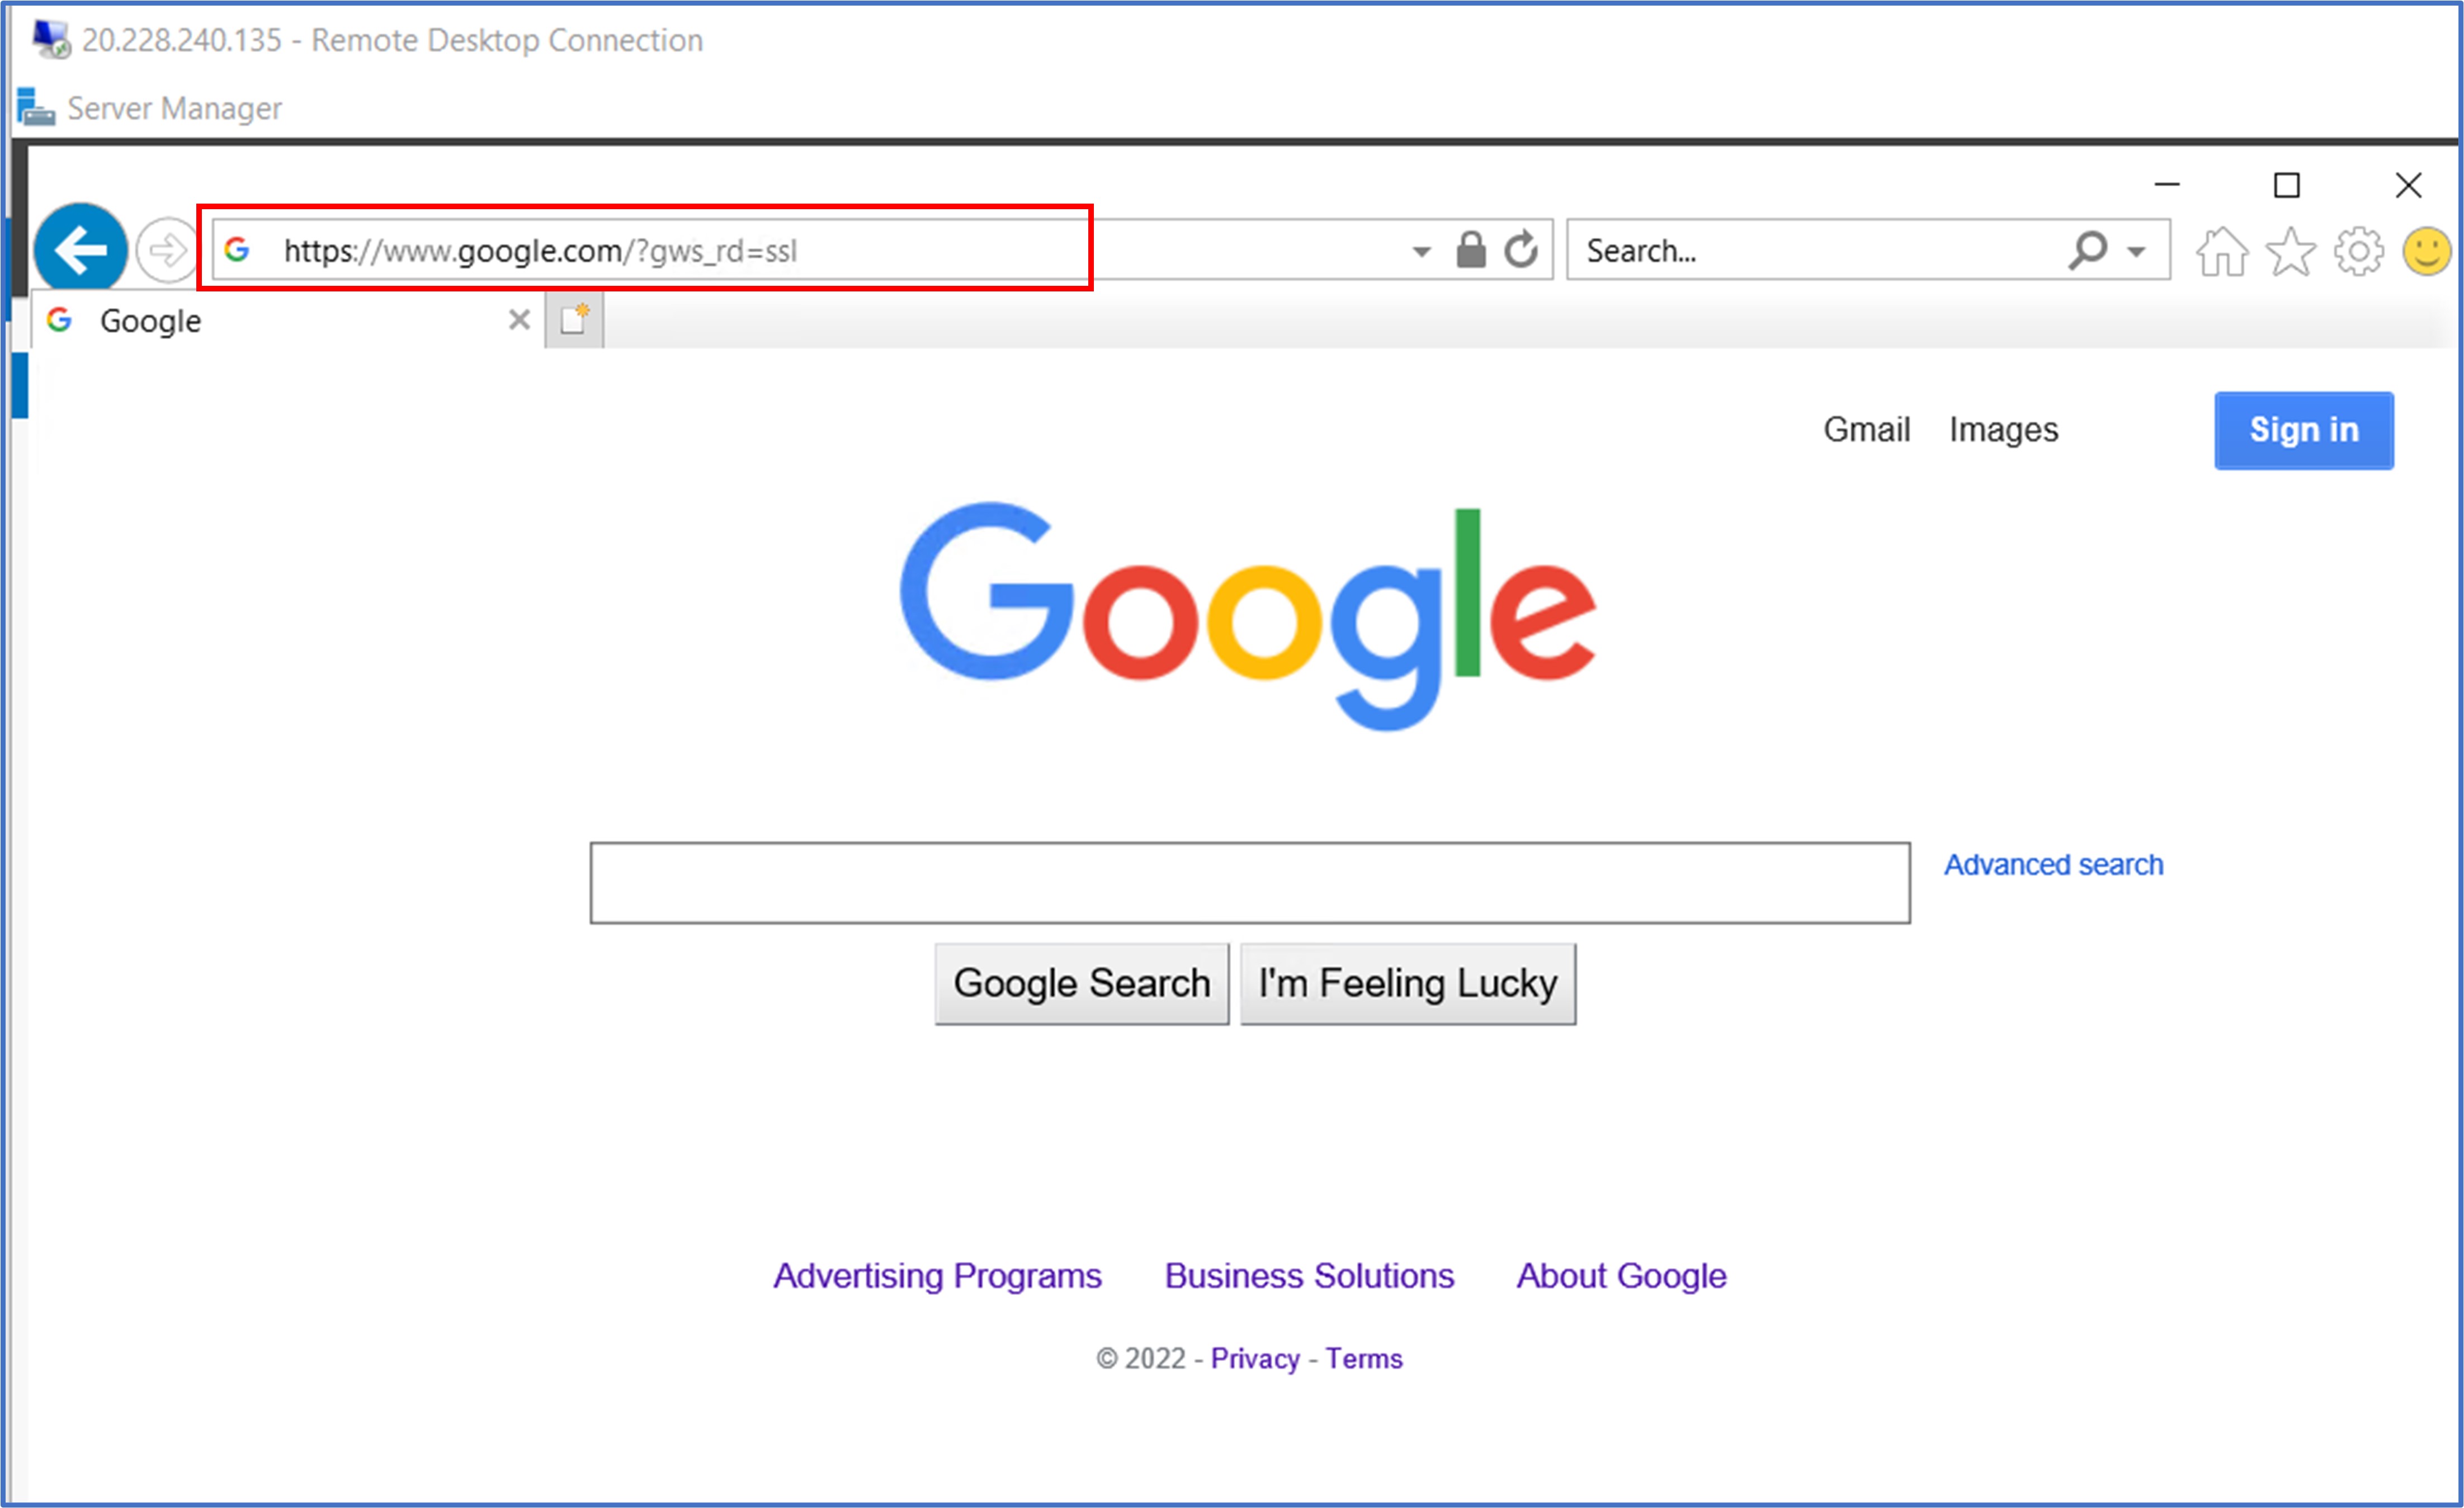 20.228.240.135 - Remote Desktop Connection
Server Manager
https://www.google.com/?gws_rd=ssl
Search...
Google
Gmail Images Sign in
Google
Advanced search
Google Search I'm Feeling Lucky
Advertising Programs Business Solutions About Google
© 2022 - Privacy - Terms